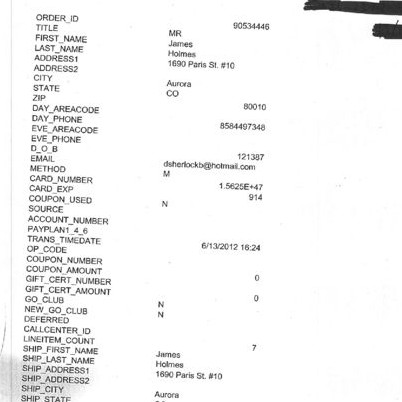 ORDER_ID 90534446
TITLE MR
FIRST_NAME James
LAST_NAME Holmes
ADDRESS1 1690 Paris St. #10
ADDRESS2
CITY Aurora
STATE CO
ZIP 80010
DAY_AREACODE
DAY_PHONE 8584497348
EVE_AREACODE
EVE_PHONE
D_O_B 121387
EMAIL dsherlockb@hotmail.com
METHOD M
CARD_NUMBER 1.5625E+47
CARD_EXP 914
COUPON_USED N
SOURCE
ACCOUNT_NUMBER
PAYPLAN1_4_6
TRANS_TIMEDATE 6/13/2012 16:24
OP_CODE
COUPON_NUMBER
COUPON_AMOUNT 0
GIFT_CERT_NUMBER
GIFT_CERT_AMOUNT 0
GO_CLUB N
NEW_GO_CLUB N
DEFERRED
CALLCENTER_ID
LINEITEM_COUNT 7
SHIP_FIRST_NAME James
SHIP_LAST_NAME Holmes
SHIP_ADDRESS1 1690 Paris St. #10
SHIP_ADDRESS2
SHIP_CITY Aurora
SHIP_STATE